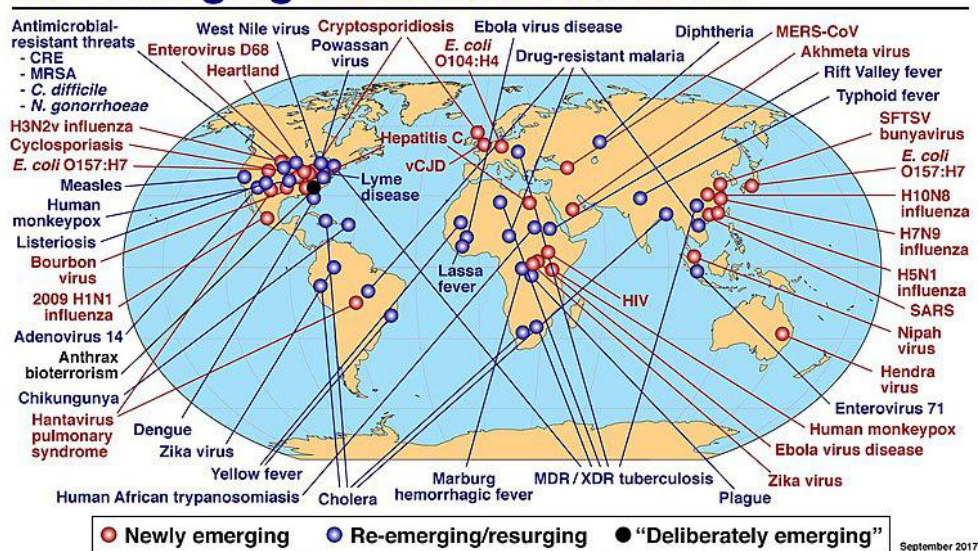 Antimicrobial-
resistant threats
- CRE
- MRSA
- C. difficile
- N. gonorrhoeae
West Nile virus
Enterovirus D68
Heartland
Cryptosporidiosis
Powassan
virus
E. coli
O104:H4
Ebola virus disease
Drug-resistant malaria
Diphtheria
MERS-CoV
Akhmeta virus
Rift Valley fever
Typhoid fever
SFTSV
bunyavirus
E. coli
O157:H7
H10N8
influenza
H7N9
influenza
H5N1
influenza
SARS
Nipah
virus
Hendra
virus
Enterovirus 71
Human monkeypox
Ebola virus disease
Zika virus
Plague
MDR / XDR tuberculosis
Marburg
hemorrhagic fever
Cholera
Human African trypanosomiasis
Yellow fever
Zika virus
Dengue
Hantavirus
pulmonary
syndrome
Chikungunya
Anthrax
bioterrorism
Adenovirus 14
2009 H1N1
influenza
Bourbon
virus
Listeriosis
Human
monkeypox
Measles
E. coli O157:H7
Cyclosporiasis
H3N2v influenza
Hepatitis C
vCJD
Lyme
disease
Lassa
fever
HIV
Newly emerging
Re-emerging/resurging
“Deliberately emerging”
September 2017